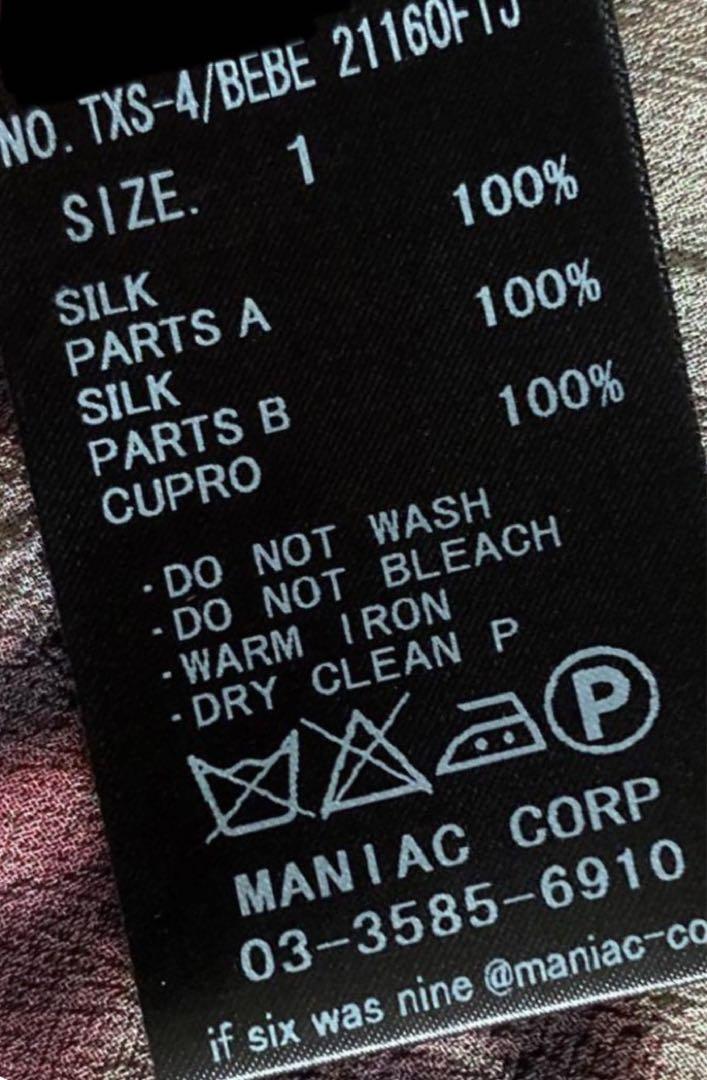 NO. TXS-4/BEBE 21160F
SIZE. 1
100%
SILK
PARTS A 100%
SILK
PARTS B 100%
CUPRO
·DO NOT WASH
·DO NOT BLEACH
·WARM IRON
·DRY CLEAN P
P
MANIAC CORP
03-3585-6910
if six was nine @maniac-co